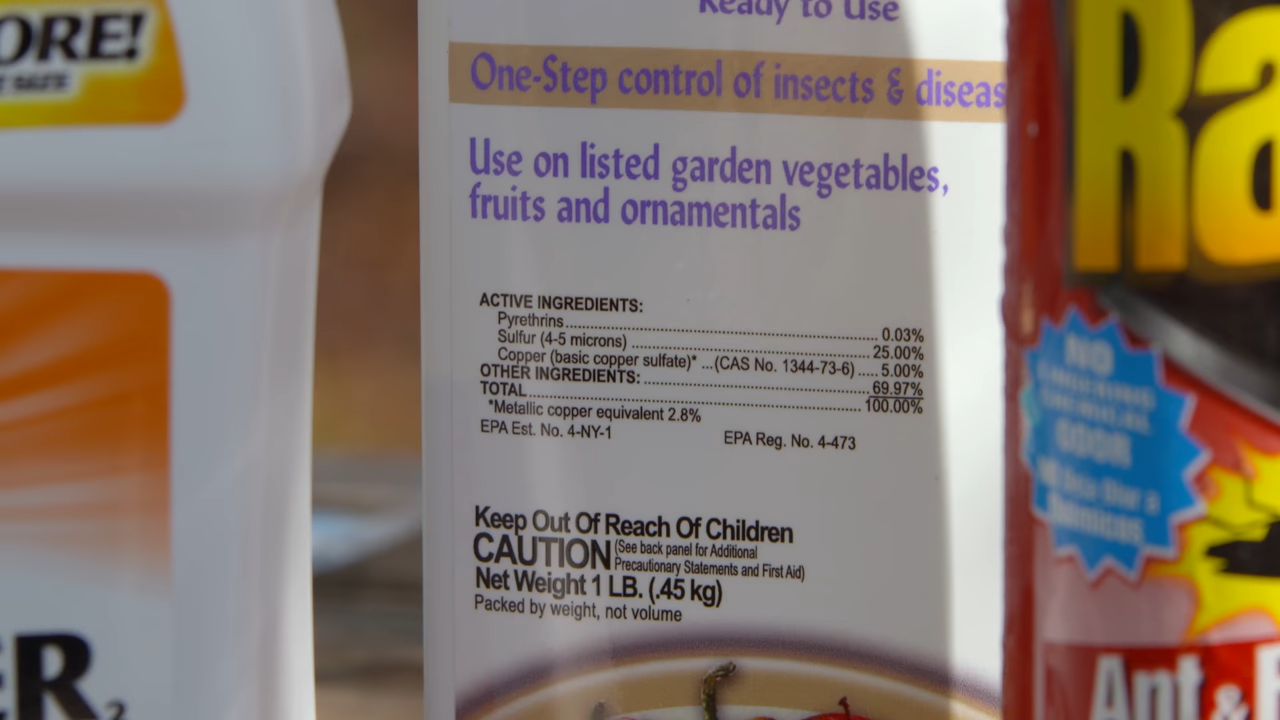 ORE!
Ready to Use
One-Step control of insects & diseas
Use on listed garden vegetables,
fruits and ornamentals
ACTIVE INGREDIENTS:
Pyrethrins.......................................................................... 0.03%
Sulfur (4-5 microns) .......................................................... 25.00%
Copper (basic copper sulfate)* ...(CAS No. 1344-73-6) ..... 5.00%
OTHER INGREDIENTS:...................................................... 69.97%
TOTAL................................................................................ 100.00%
*Metallic copper equivalent 2.8%
EPA Est. No. 4-NY-1 EPA Reg. No. 4-473
Keep Out Of Reach Of Children
CAUTION (See back panel for Additional
Precautionary Statements and First Aid)
Net Weight 1 LB. (.45 kg)
Packed by weight, not volume
ER
2
Ra
NO
ODOR
Ant &